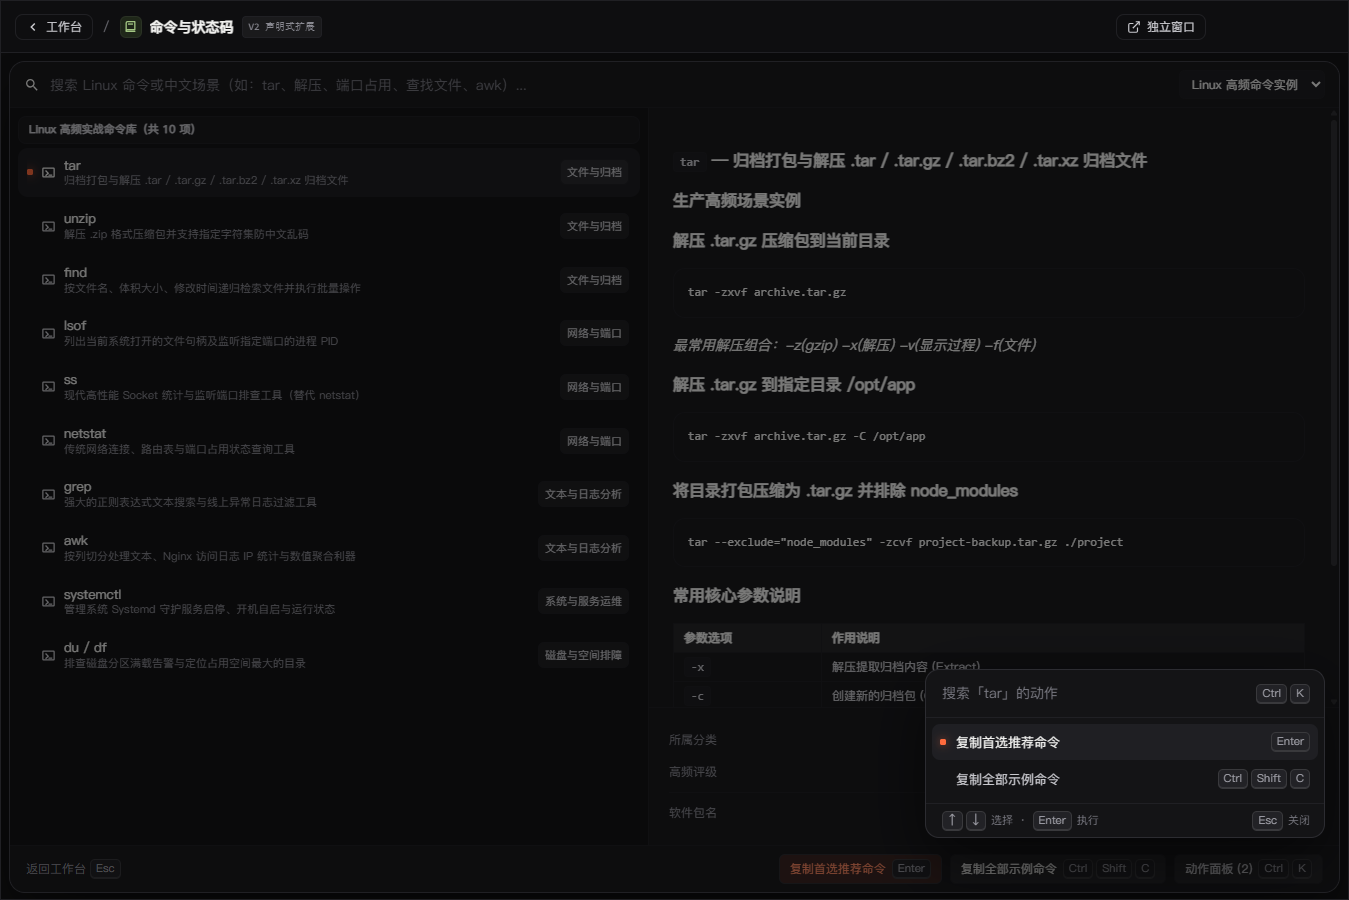 工作台 / 命令与状态码 V2 声明式扩展 独立窗口
搜索 Linux 命令或中文场景（如：tar、解压、端口占用、查找文件、awk）... Linux 高频命令实例
Linux 高频实战命令库（共 10 项）
tar
归档打包与解压 .tar / .tar.gz / .tar.bz2 / .tar.xz 归档文件
文件与归档
unzip
解压 .zip 格式压缩包并支持指定字符集防中文乱码
文件与归档
find
按文件名、体积大小、修改时间递归检索文件并执行批量操作
文件与归档
lsof
列出当前系统打开的文件句柄及监听指定端口的进程 PID
网络与端口
ss
现代高性能 Socket 统计与监听端口排查工具（替代 netstat）
网络与端口
netstat
传统网络连接、路由表与端口占用状态查询工具
网络与端口
grep
强大的正则表达式文本搜索与线上异常日志过滤工具
文本与日志分析
awk
按列切分处理文本、Nginx 访问日志 IP 统计与数值聚合利器
文本与日志分析
systemctl
管理系统 Systemd 守护服务启停、开机自启与运行状态
系统与服务运维
du / df
排查磁盘分区满载告警与定位占用空间最大的目录
磁盘与空间排障
tar — 归档打包与解压 .tar / .tar.gz / .tar.bz2 / .tar.xz 归档文件
生产高频场景实例
解压 .tar.gz 压缩包到当前目录
tar -zxvf archive.tar.gz
最常用解压组合：-z(gzip) -x(解压) -v(显示过程) -f(文件)
解压 .tar.gz 到指定目录 /opt/app
tar -zxvf archive.tar.gz -C /opt/app
将目录打包压缩为 .tar.gz 并排除 node_modules
tar --exclude="node_modules" -zcvf project-backup.tar.gz ./project
常用核心参数说明
参数选项 作用说明
-x 解压提取归档内容 (Extract)
-c 创建新的归档包 (
所属分类
高频评级
软件包名
搜索「tar」的动作 Ctrl K
复制首选推荐命令 Enter
复制全部示例命令 Ctrl Shift C
↑ ↓ 选择 · Enter 执行 Esc 关闭
返回工作台 Esc 复制首选推荐命令 Enter 复制全部示例命令 Ctrl Shift C 动作面板 (2) Ctrl K